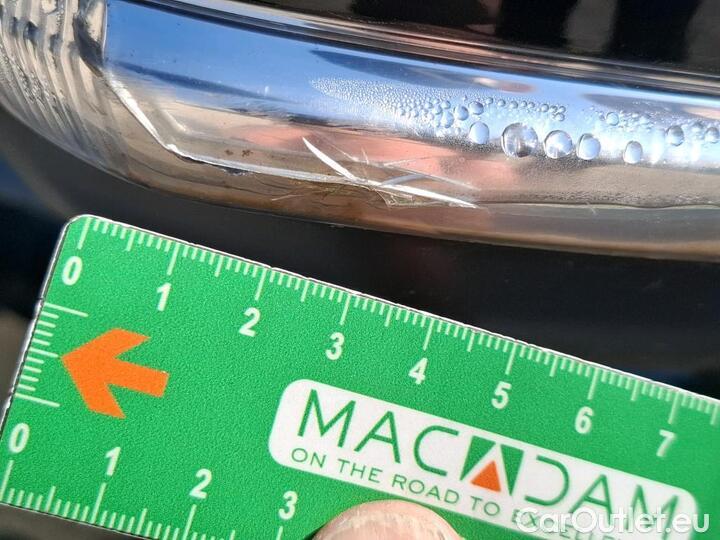 0 1 2 3 4 5 6 7
MACADAM
ON THE ROAD TO EXCELLE
0 1 2 3
CarOutlet.eu